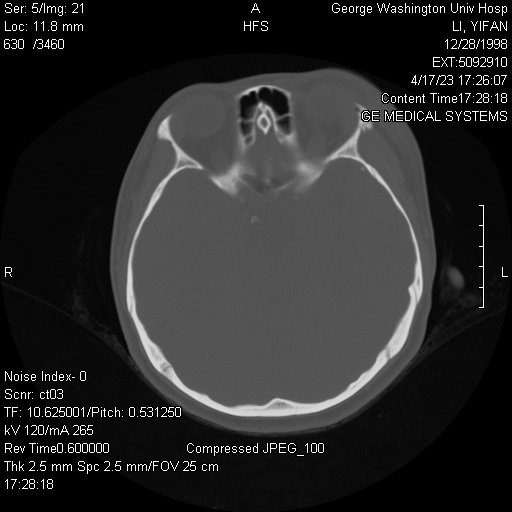 Ser: 5/Img: 21
Loc: 11.8 mm
630 /3460
A
HFS
George Washington Univ Hosp
LI, YIFAN
12/28/1998
EXT:5092910
4/17/23 17:26:07
Content Time17:28:18
GE MEDICAL SYSTEMS
R
L
Noise Index- 0
Scnr: ct03
TF: 10.625001/Pitch: 0.531250
kV 120/mA 265
Rev Time0.600000
Compressed JPEG_100
Thk 2.5 mm Spc 2.5 mm/FOV 25 cm
17:28:18